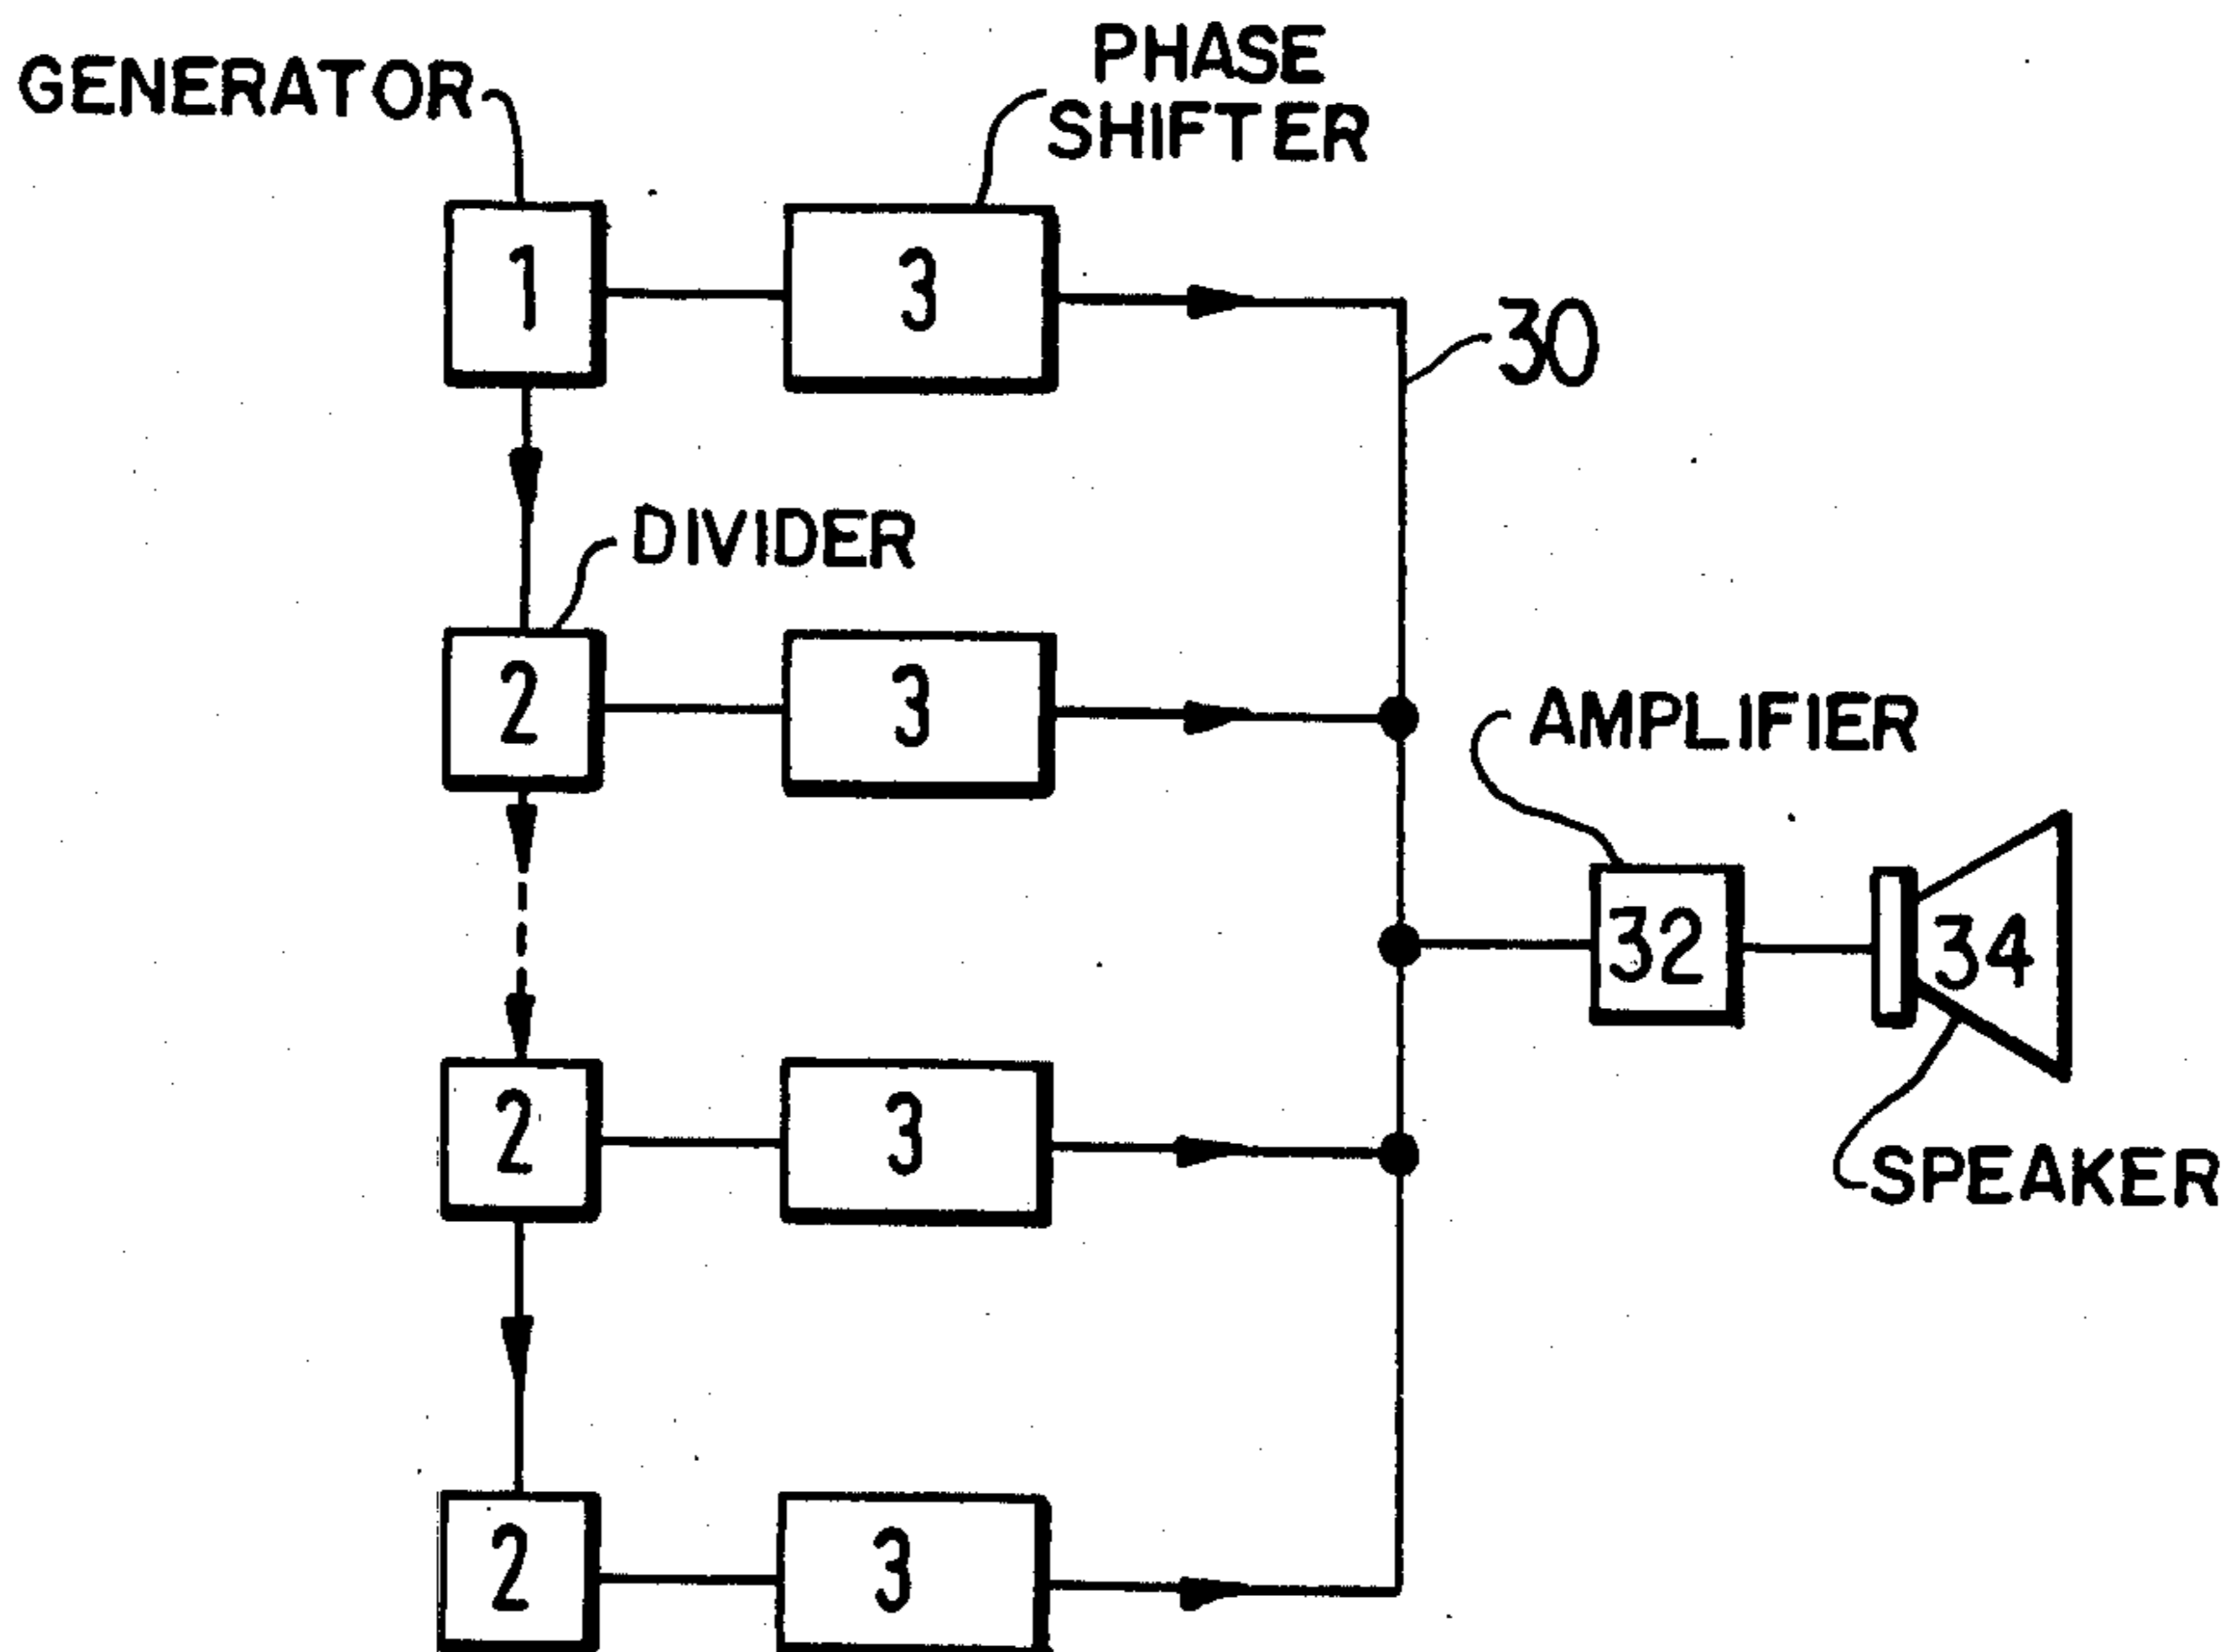 GENERATOR
PHASE
SHIFTER
1
3
30
DIVIDER
2
3
AMPLIFIER
32
34
2
3
SPEAKER
2
3